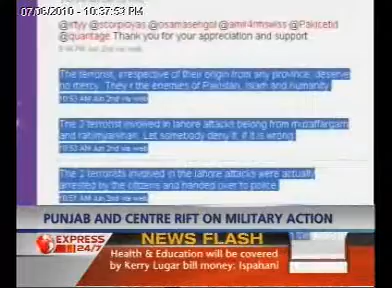 07/06/2010 - 10:37:53 PM
@kirtyy @scorpioyas @osamasehgol @amir4mhswiss @Pakicetid
@quantage Thank you for your appreciation and support
The terrorist, irrespective of their origin from any province, deserve
no mercy. They r the enemies of Pakistan, Islam and humanity
10:53 AM Jun 2nd via web
The 2 terrorist involved in lahore attacks belong from muzaffargarh
and rahimyarkhan. Let somebody deny it, if it is wrong
10:52 AM Jun 2nd via web
The 2 terrorists involved in the lahore attacks were actually
arrested by the citizens and handed over to police
10:51 AM Jun 2nd via web
PUNJAB AND CENTRE RIFT ON MILITARY ACTION
EXPRESS
24/7
NEWS FLASH
Health & Education will be covered
by Kerry Lugar bill money: Ispahani